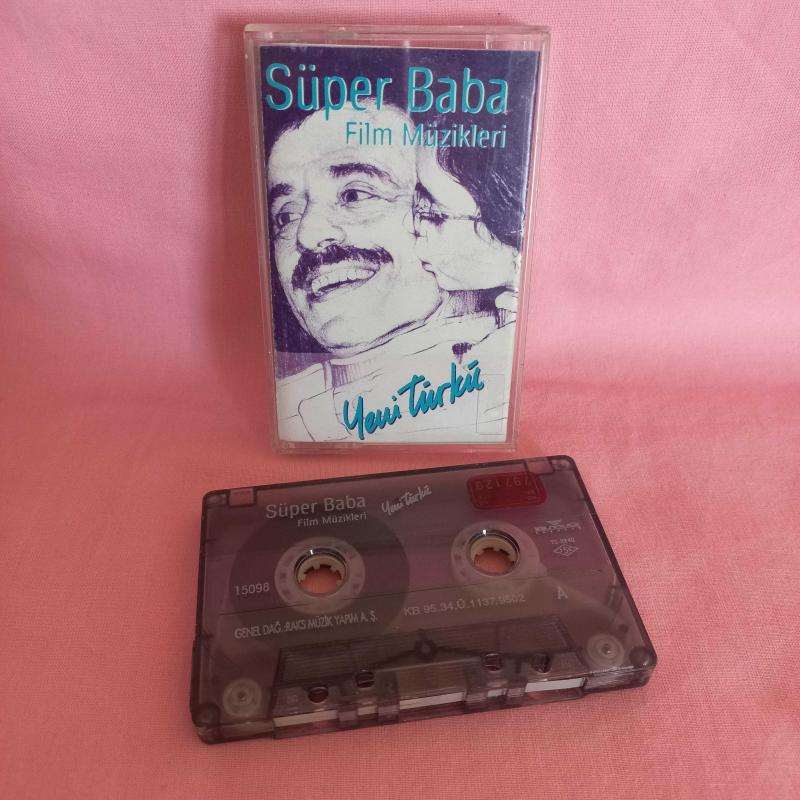 Süper Baba
Film Müzikleri
Yeni Türkü
Süper Baba
Film Müzikleri
Yeni Türkü
797129
15098
KB 95.34.Ü.1137.9502
A
GENEL DAĞ.:RAKS MÜZİK YAPIM A. Ş.